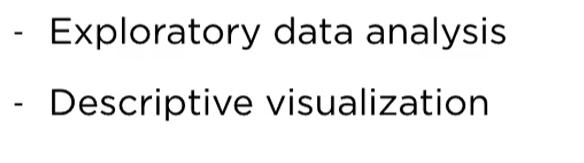 - Exploratory data analysis
- Descriptive visualization